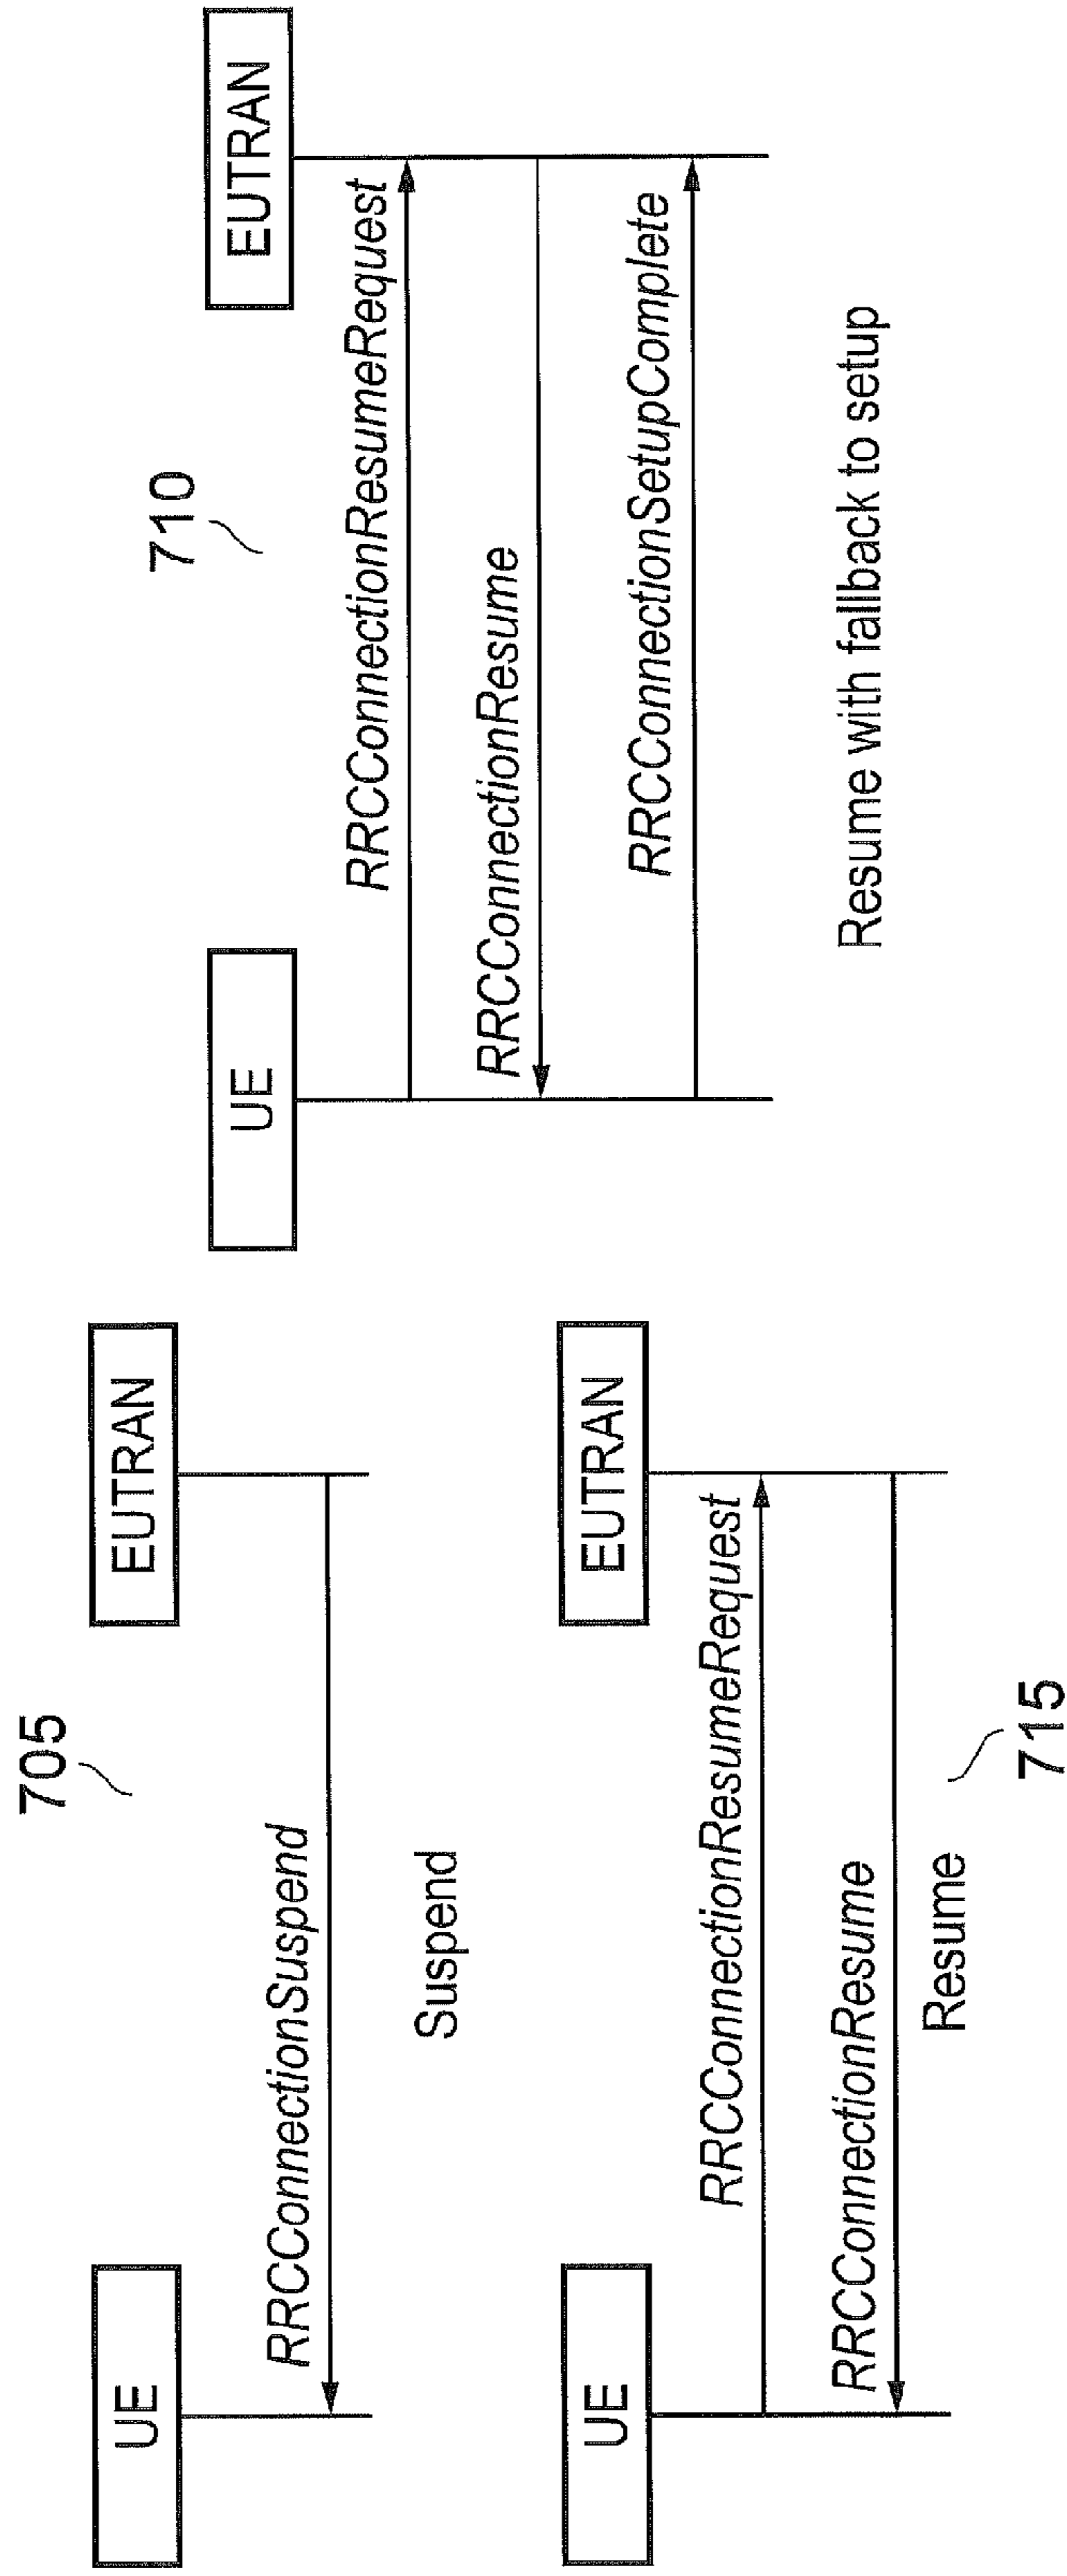 705
UE
EUTRAN
RRCConnectionSuspend
Suspend
UE
EUTRAN
RRCConnectionResumeRequest
RRCConnectionResume
Resume
715
710
UE
EUTRAN
RRCConnectionResumeRequest
RRCConnectionResume
RRCConnectionSetupComplete
Resume with fallback to setup